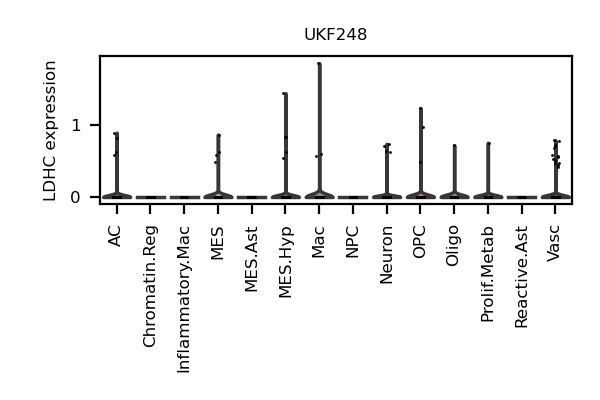 UKF248
LDHC expression
1
0
AC
Chromatin.Reg
Inflammatory.Mac
MES
MES.Ast
MES.Hyp
Mac
NPC
Neuron
OPC
Oligo
Prolif.Metab
Reactive.Ast
Vasc